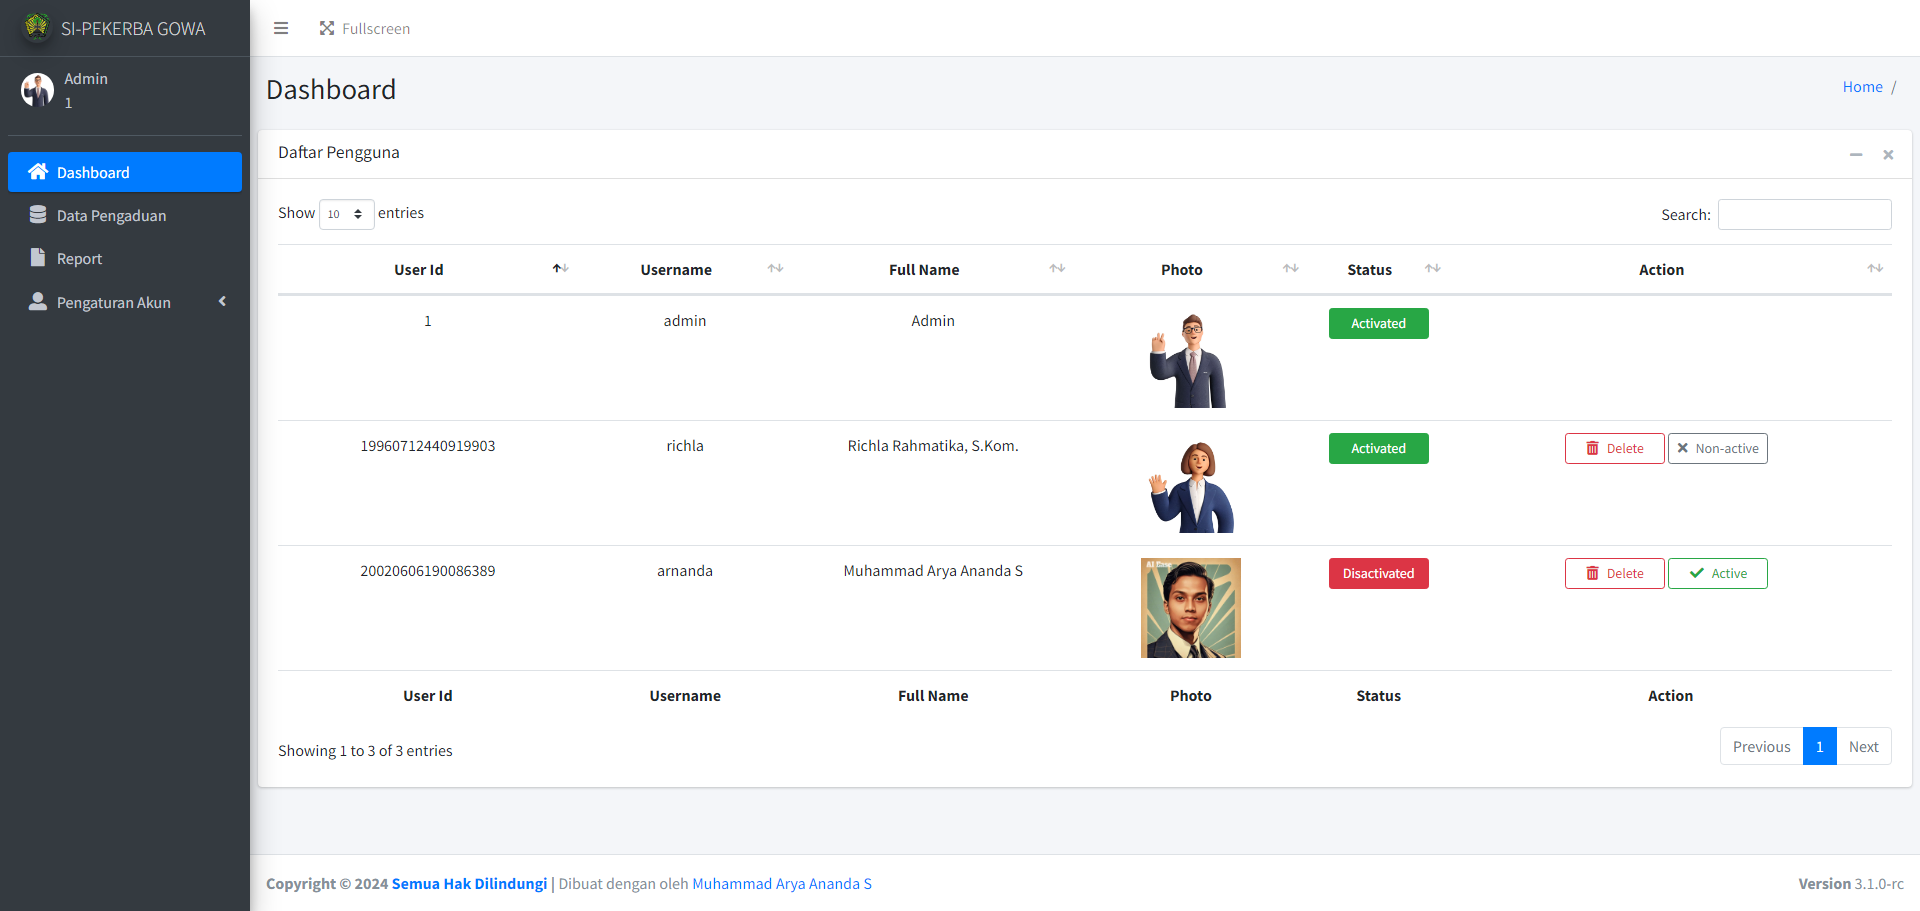 SI-PEKERBA GOWA
Fullscreen
Admin
1
Dashboard
Home /
Dashboard
Data Pengaduan
Report
Pengaturan Akun
Daftar Pengguna
Show 10 entries
Search:
User Id Username Full Name Photo Status Action
1 admin Admin Activated
19960712440919903 richla Richla Rahmatika, S.Kom. Activated Delete Non-active
20020606190086389 arnanda Muhammad Arya Ananda S Disactivated Delete Active
User Id Username Full Name Photo Status Action
Showing 1 to 3 of 3 entries
Previous 1 Next
Copyright © 2024 Semua Hak Dilindungi | Dibuat dengan oleh Muhammad Arya Ananda S
Version 3.1.0-rc